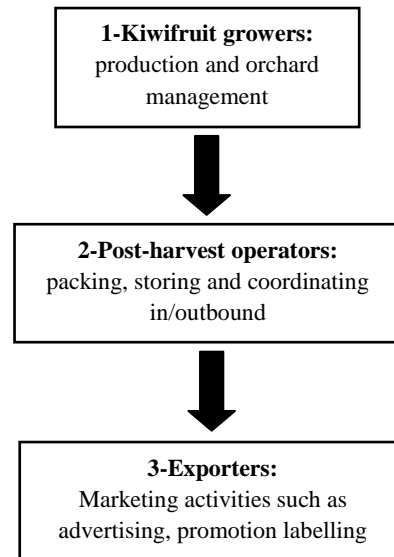 1-Kiwifruit growers:
production and orchard
management
2-Post-harvest operators:
packing, storing and coordinating
in/outbound
3-Exporters:
Marketing activities such as
advertising, promotion labelling